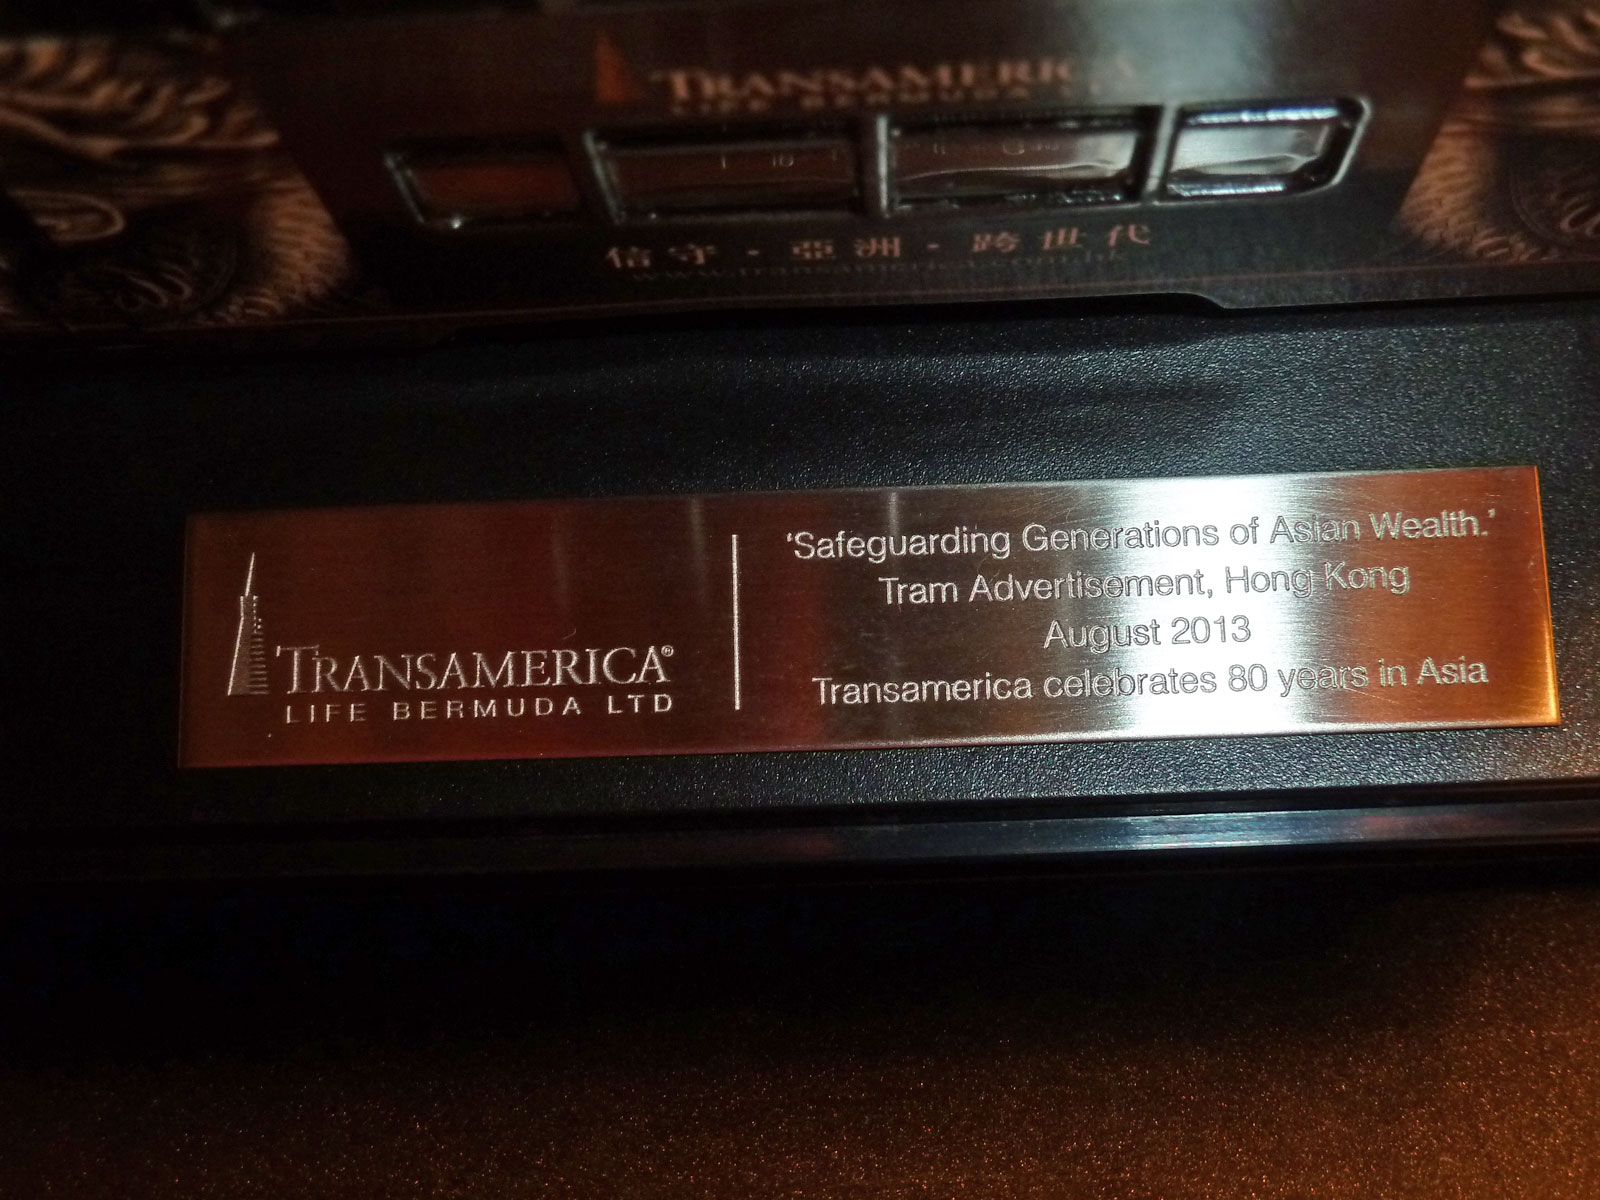 TRANSAMERICA
LIFE BERMUDA
信守·亞洲·跨世代
TRANSAMERICA®
LIFE BERMUDA LTD
'Safeguarding Generations of Asian Wealth.'
Tram Advertisement, Hong Kong
August 2013
Transamerica celebrates 80 years in Asia